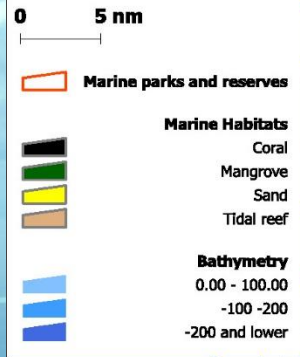 0 5 nm
Marine parks and reserves
Marine Habitats
Coral
Mangrove
Sand
Tidal reef
Bathymetry
0.00 - 100.00
-100 -200
-200 and lower